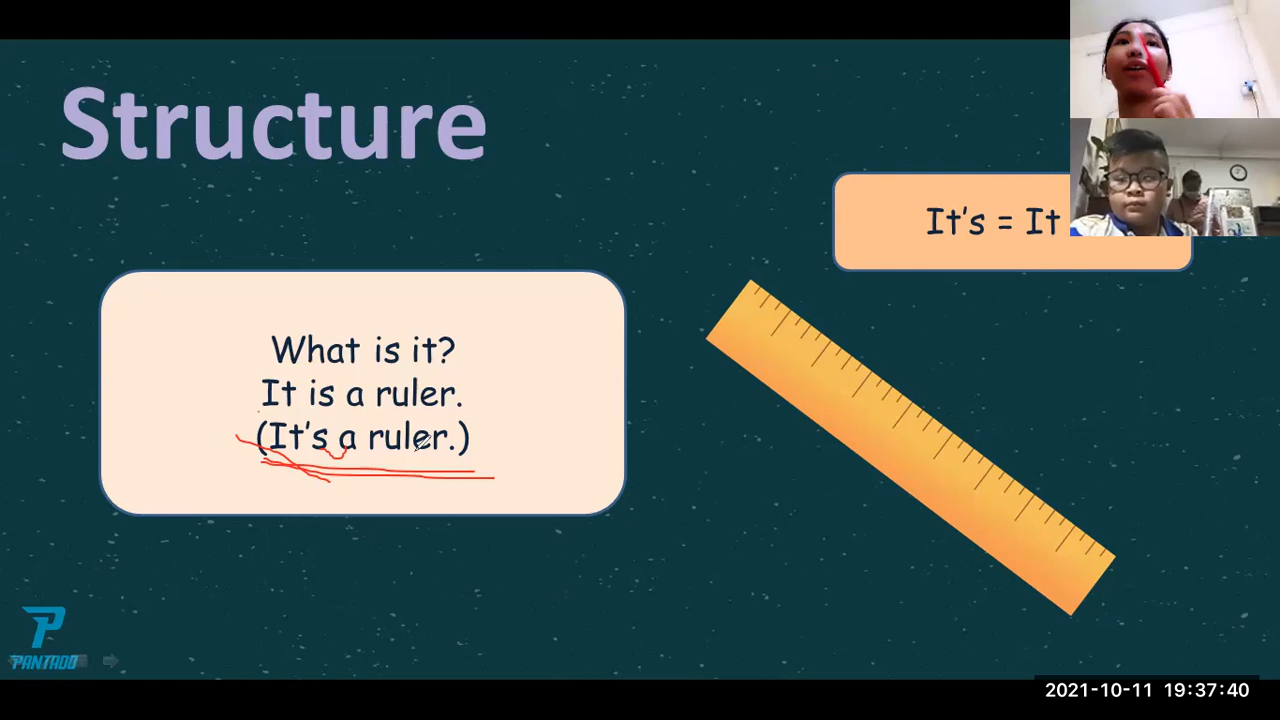 Structure
It's = It
What is it?
It is a ruler.
(It's a ruler.)
PANTADO
2021-10-11 19:37:40